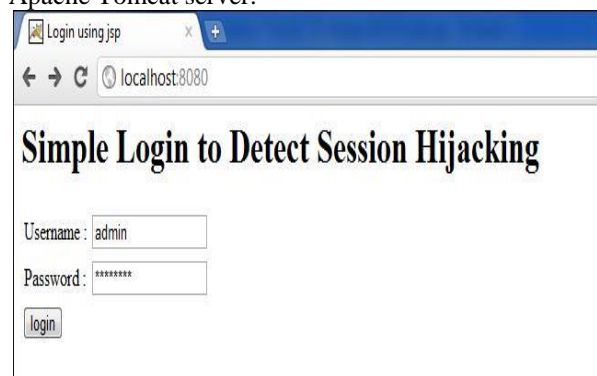 Apache Tomcat server.
Login using jsp
localhost:8080
Simple Login to Detect Session Hijacking
Username : admin
Password : ********
login